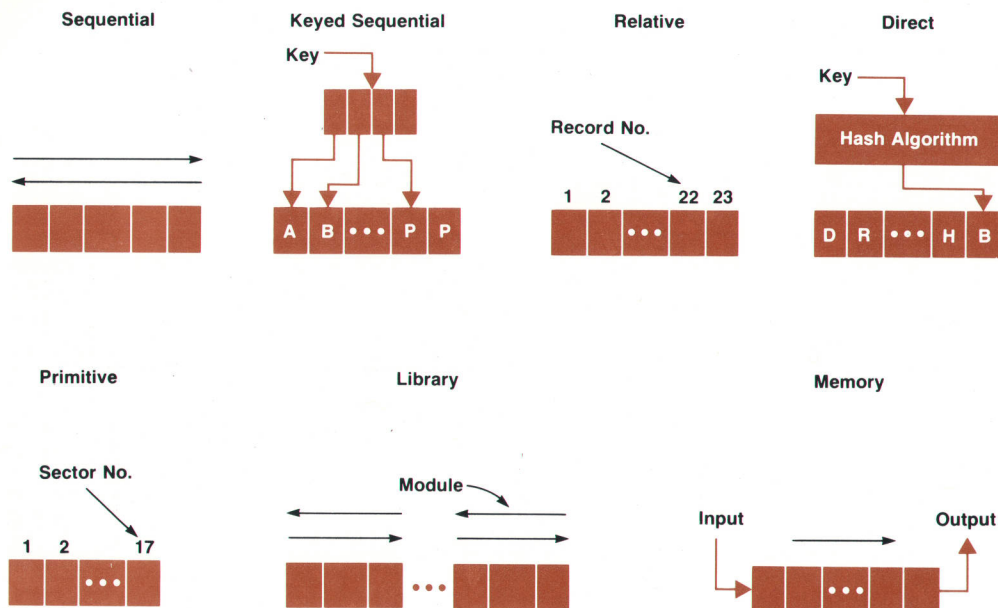 Sequential
Keyed Sequential
Relative
Direct
Key
Key
Hash Algorithm
Record No.
1 2 22 23
A B ••• P P
•••
D R ••• H B
Primitive
Library
Memory
Sector No.
Module
Input
Output
1 2 17
•••
•••
•••